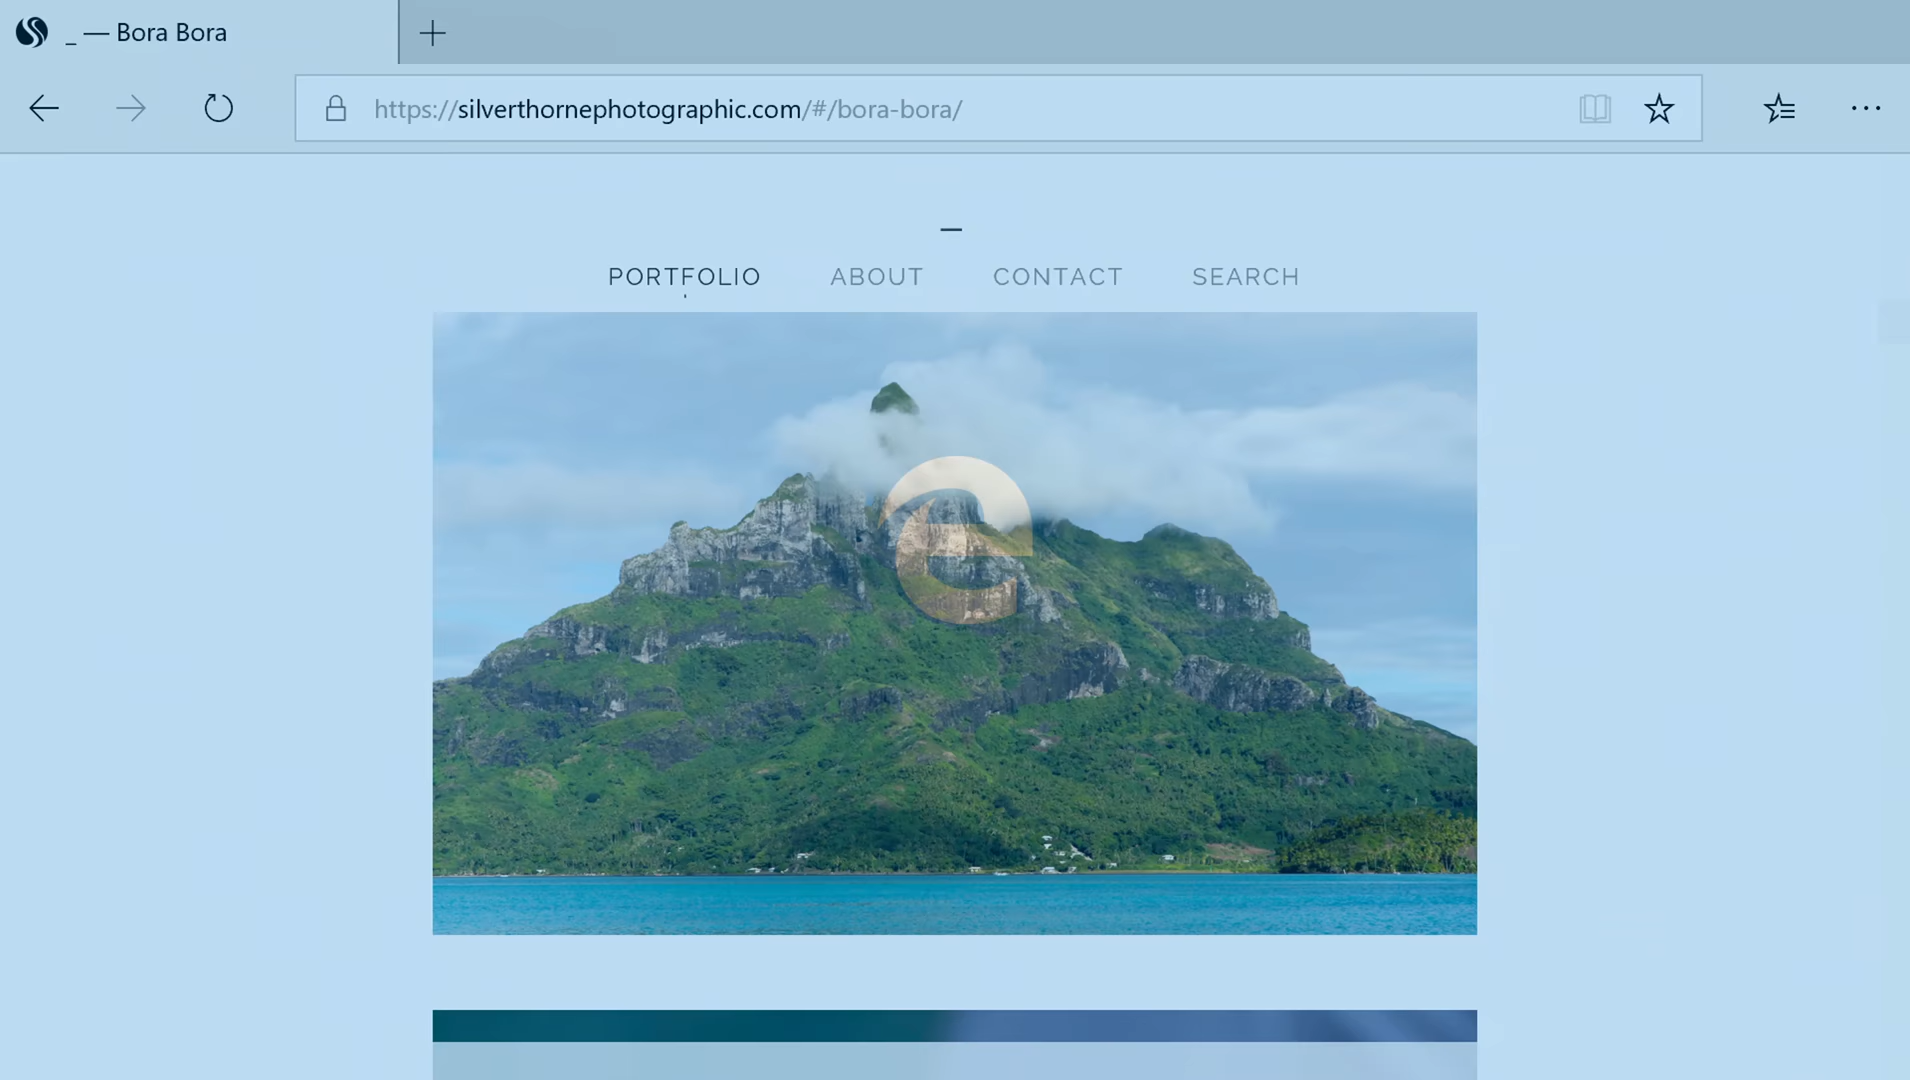 _ — Bora Bora
https://silverthornephotographic.com/#/bora-bora/
PORTFOLIO ABOUT CONTACT SEARCH